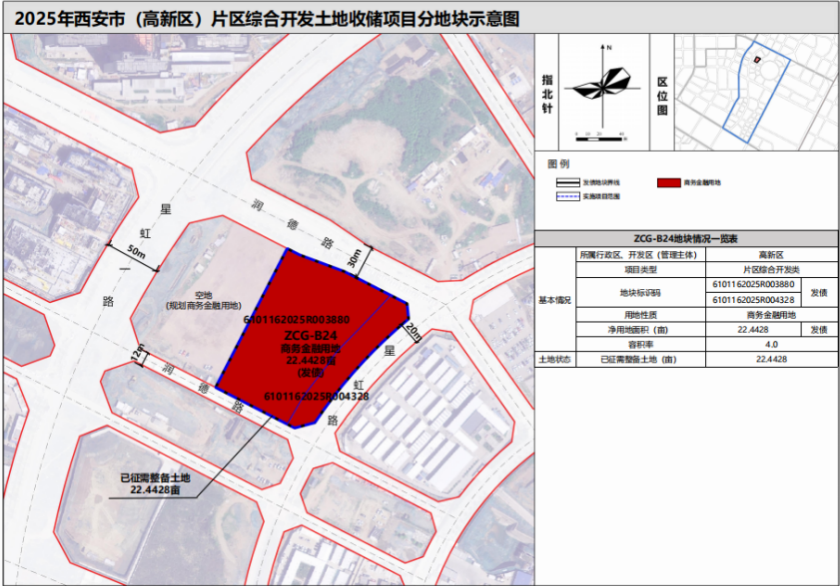 2025年西安市（高新区）片区综合开发土地收储项目分地块示意图
指北针
N
区位图
图例
发债地块界线
商务金融用地
实施项目范围
ZCG-B24地块情况一览表
基本情况
所属行政区、开发区（管理主体）
高新区
项目类型
片区综合开发类
地块标识码
6101162025R003880
6101162025R004328
发债
用地性质
商务金融用地
净用地面积（亩）
22.4428
发债
容积率
4.0
土地状态
已征需整备土地（亩）
22.4428
星虹一路
50m
润德路
30m
空地
(规划商务金融用地)
6101162025R003880
ZCG-B24
商务金融用地
22.4428亩
(发债)
6101162025R004328
20m
星虹路
12m
润德路
已征需整备土地
22.4428亩